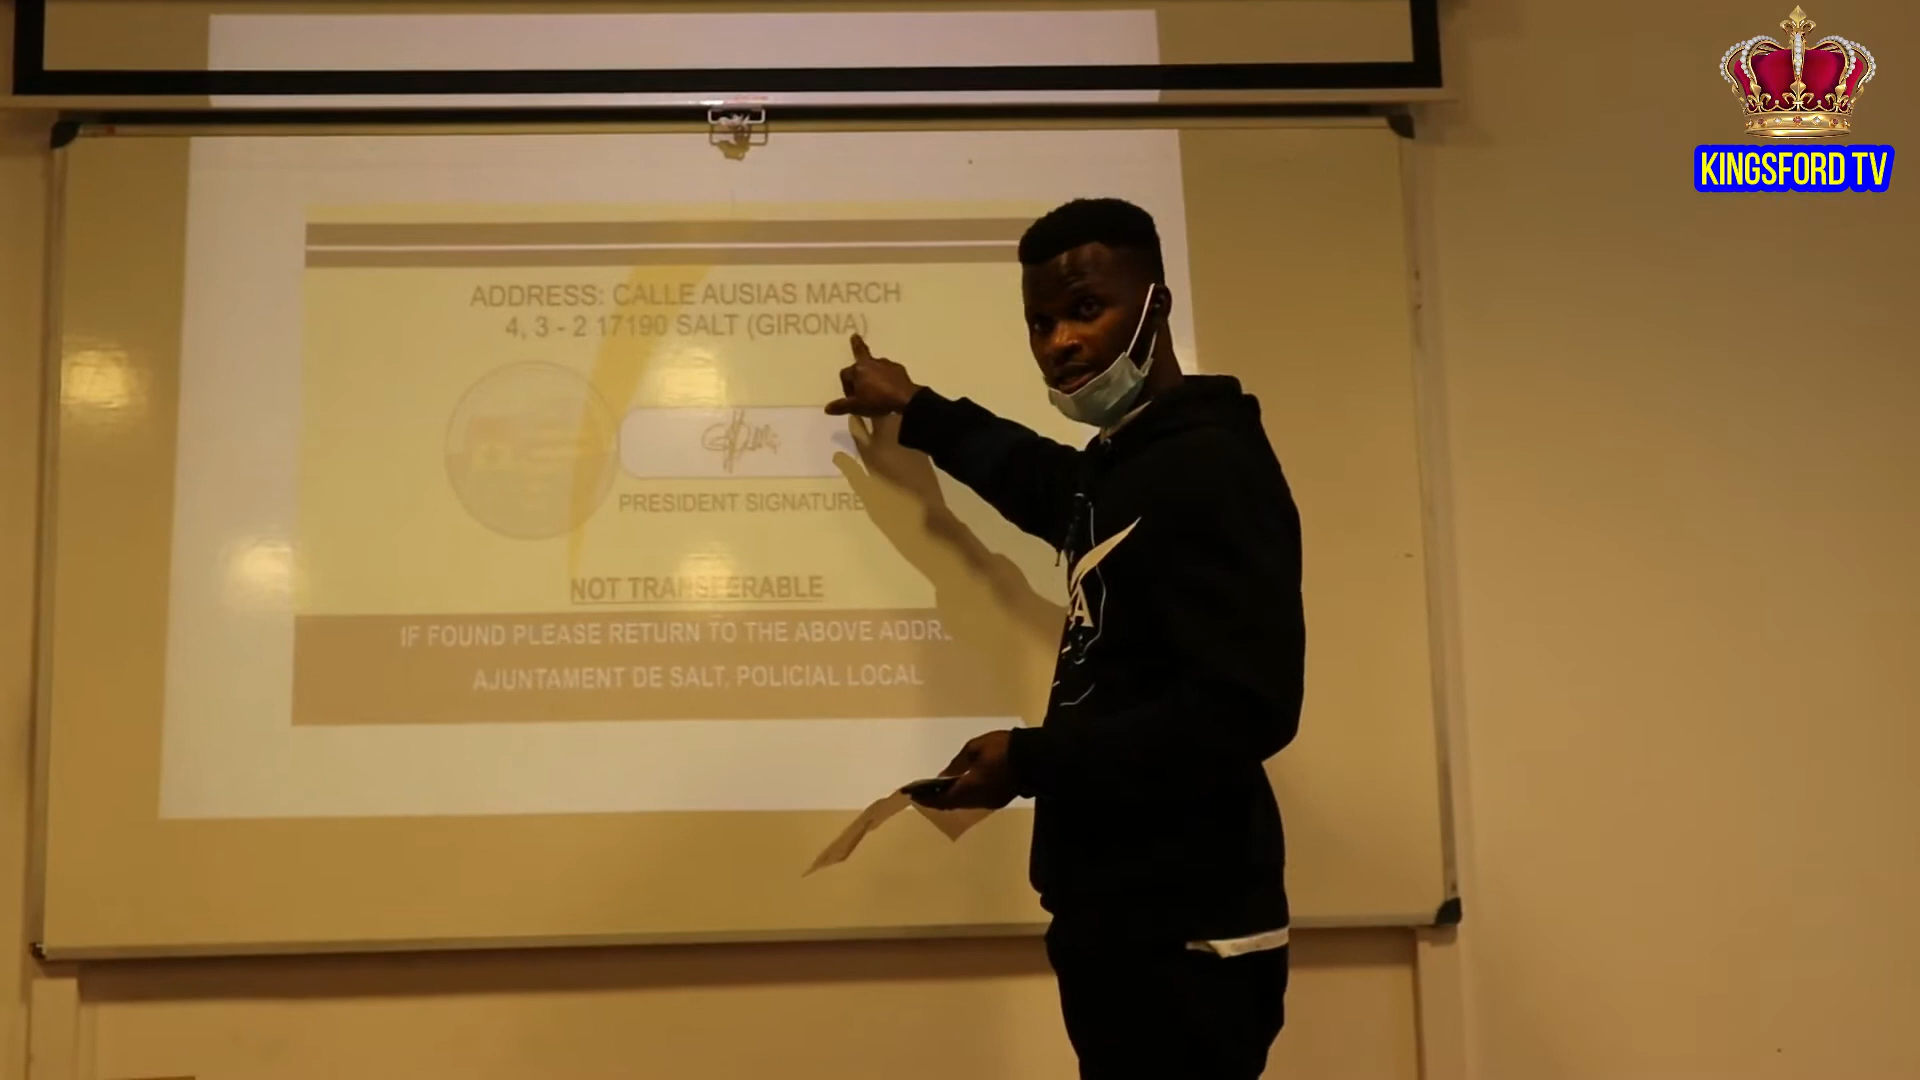 KINGSFORD TV
ADDRESS: CALLE AUSIAS MARCH
4, 3 - 2 17190 SALT (GIRONA)
PRESIDENT SIGNATURE
NOT TRANSFERABLE
IF FOUND PLEASE RETURN TO THE ABOVE
AJUNTAMENT DE SALT, POLICIAL LOCAL